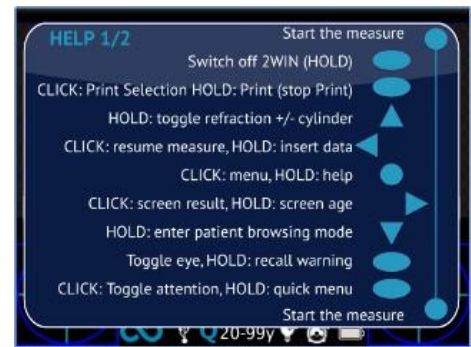 HELP 1/2
Start the measure
Switch off 2WIN (HOLD)
CLICK: Print Selection HOLD: Print (stop Print)
HOLD: toggle refraction +/- cylinder
CLICK: resume measure, HOLD: insert data
CLICK: menu, HOLD: help
CLICK: screen result, HOLD: screen age
HOLD: enter patient browsing mode
Toggle eye, HOLD: recall warning
CLICK: Toggle attention, HOLD: quick menu
Start the measure
Q 20-99y